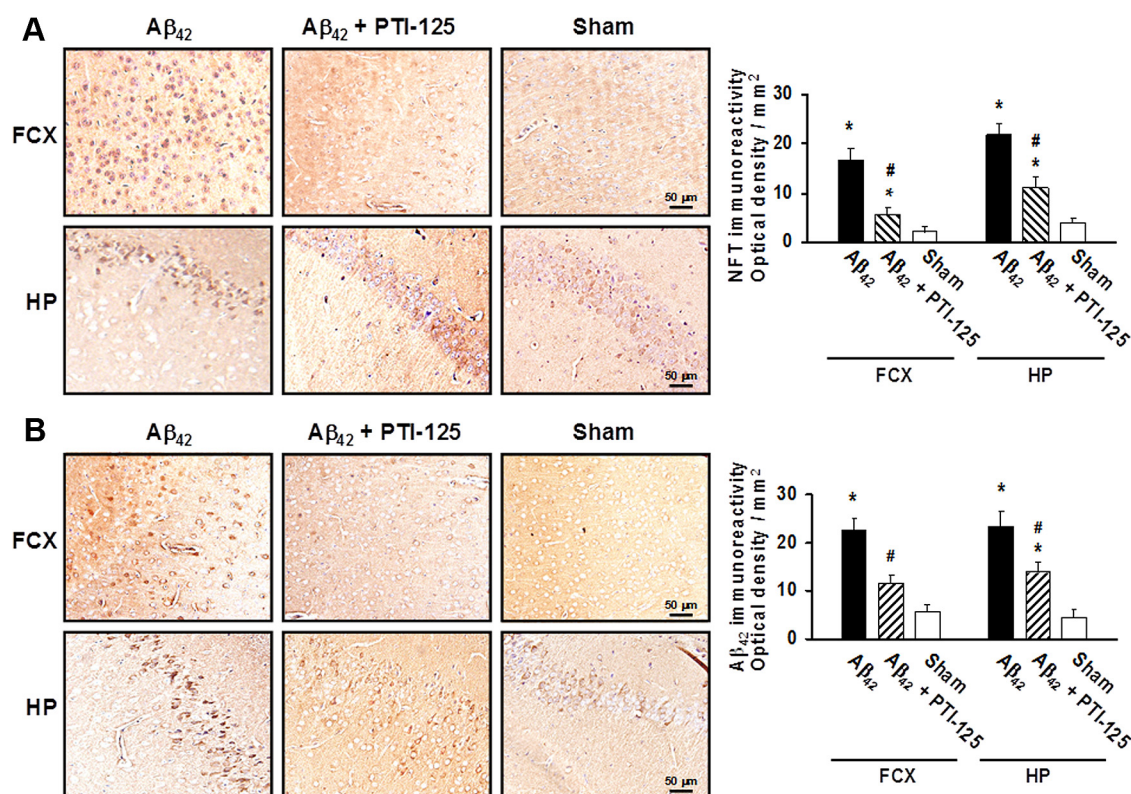 A
Aβ42
Aβ42 + PTI-125
Sham
FCX
50 µm
HP
50 µm
NFT immunoreactivity
Optical density / mm2
30
20
10
0
*
#
*
*
#
*
Aβ42
Aβ42 + PTI-125
Sham
Aβ42
Aβ42 + PTI-125
Sham
FCX
HP
B
Aβ42
Aβ42 + PTI-125
Sham
FCX
50 µm
HP
50 µm
Aβ42 immunoreactivity
Optical density / mm2
30
20
10
0
*
#
*
#
*
Aβ42
Aβ42 + PTI-125
Sham
Aβ42
Aβ42 + PTI-125
Sham
FCX
HP